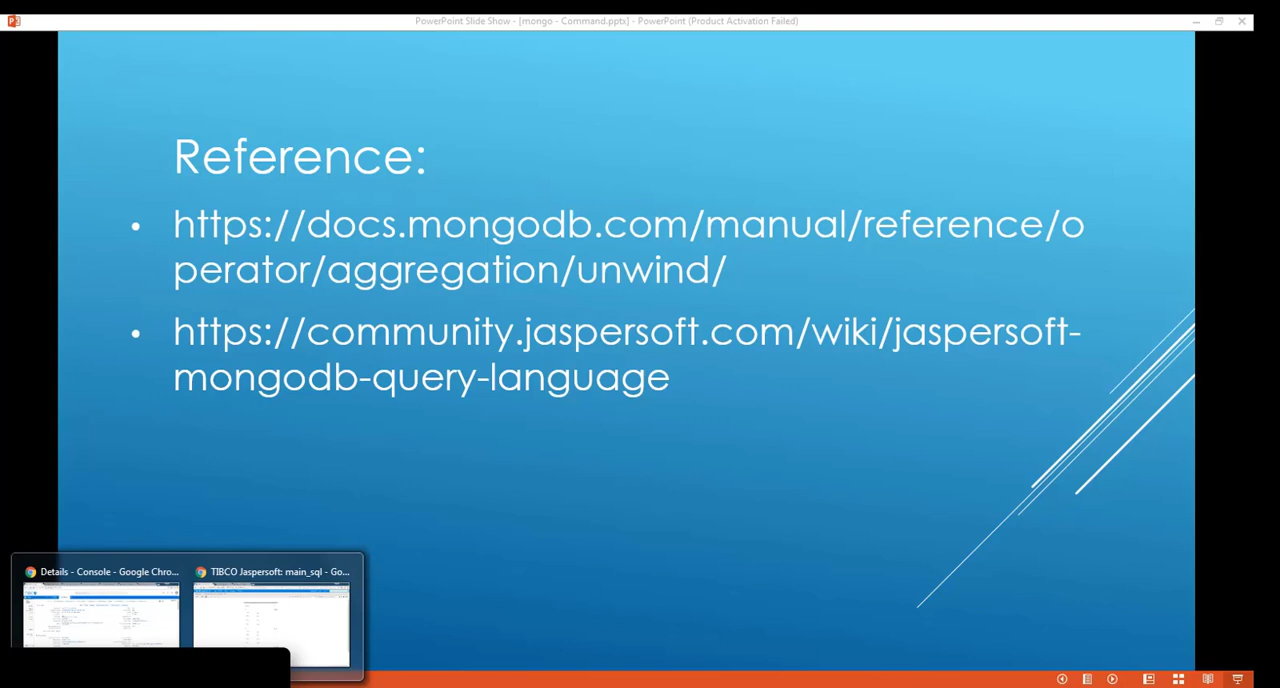 PowerPoint Slide Show - [mongo - Command.pptx] - PowerPoint (Product Activation Failed)
Reference:
• https://docs.mongodb.com/manual/reference/o
perator/aggregation/unwind/
• https://community.jaspersoft.com/wiki/jaspersoft-
mongodb-query-language
Details - Console - Google Chro...
TIBCO Jaspersoft: main_sql - Go...